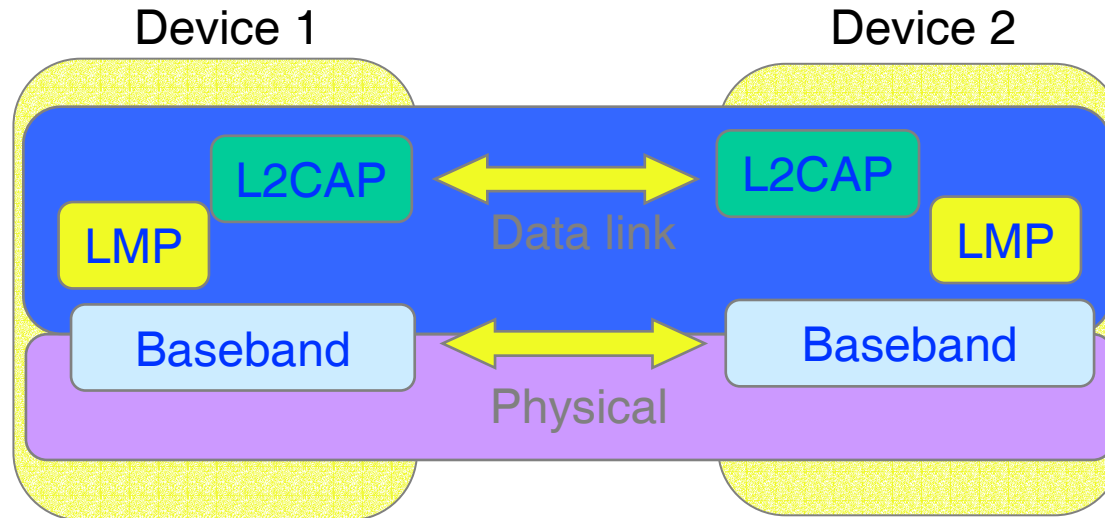 Device 1
Device 2
L2CAP
L2CAP
Data link
LMP
LMP
Baseband
Baseband
Physical